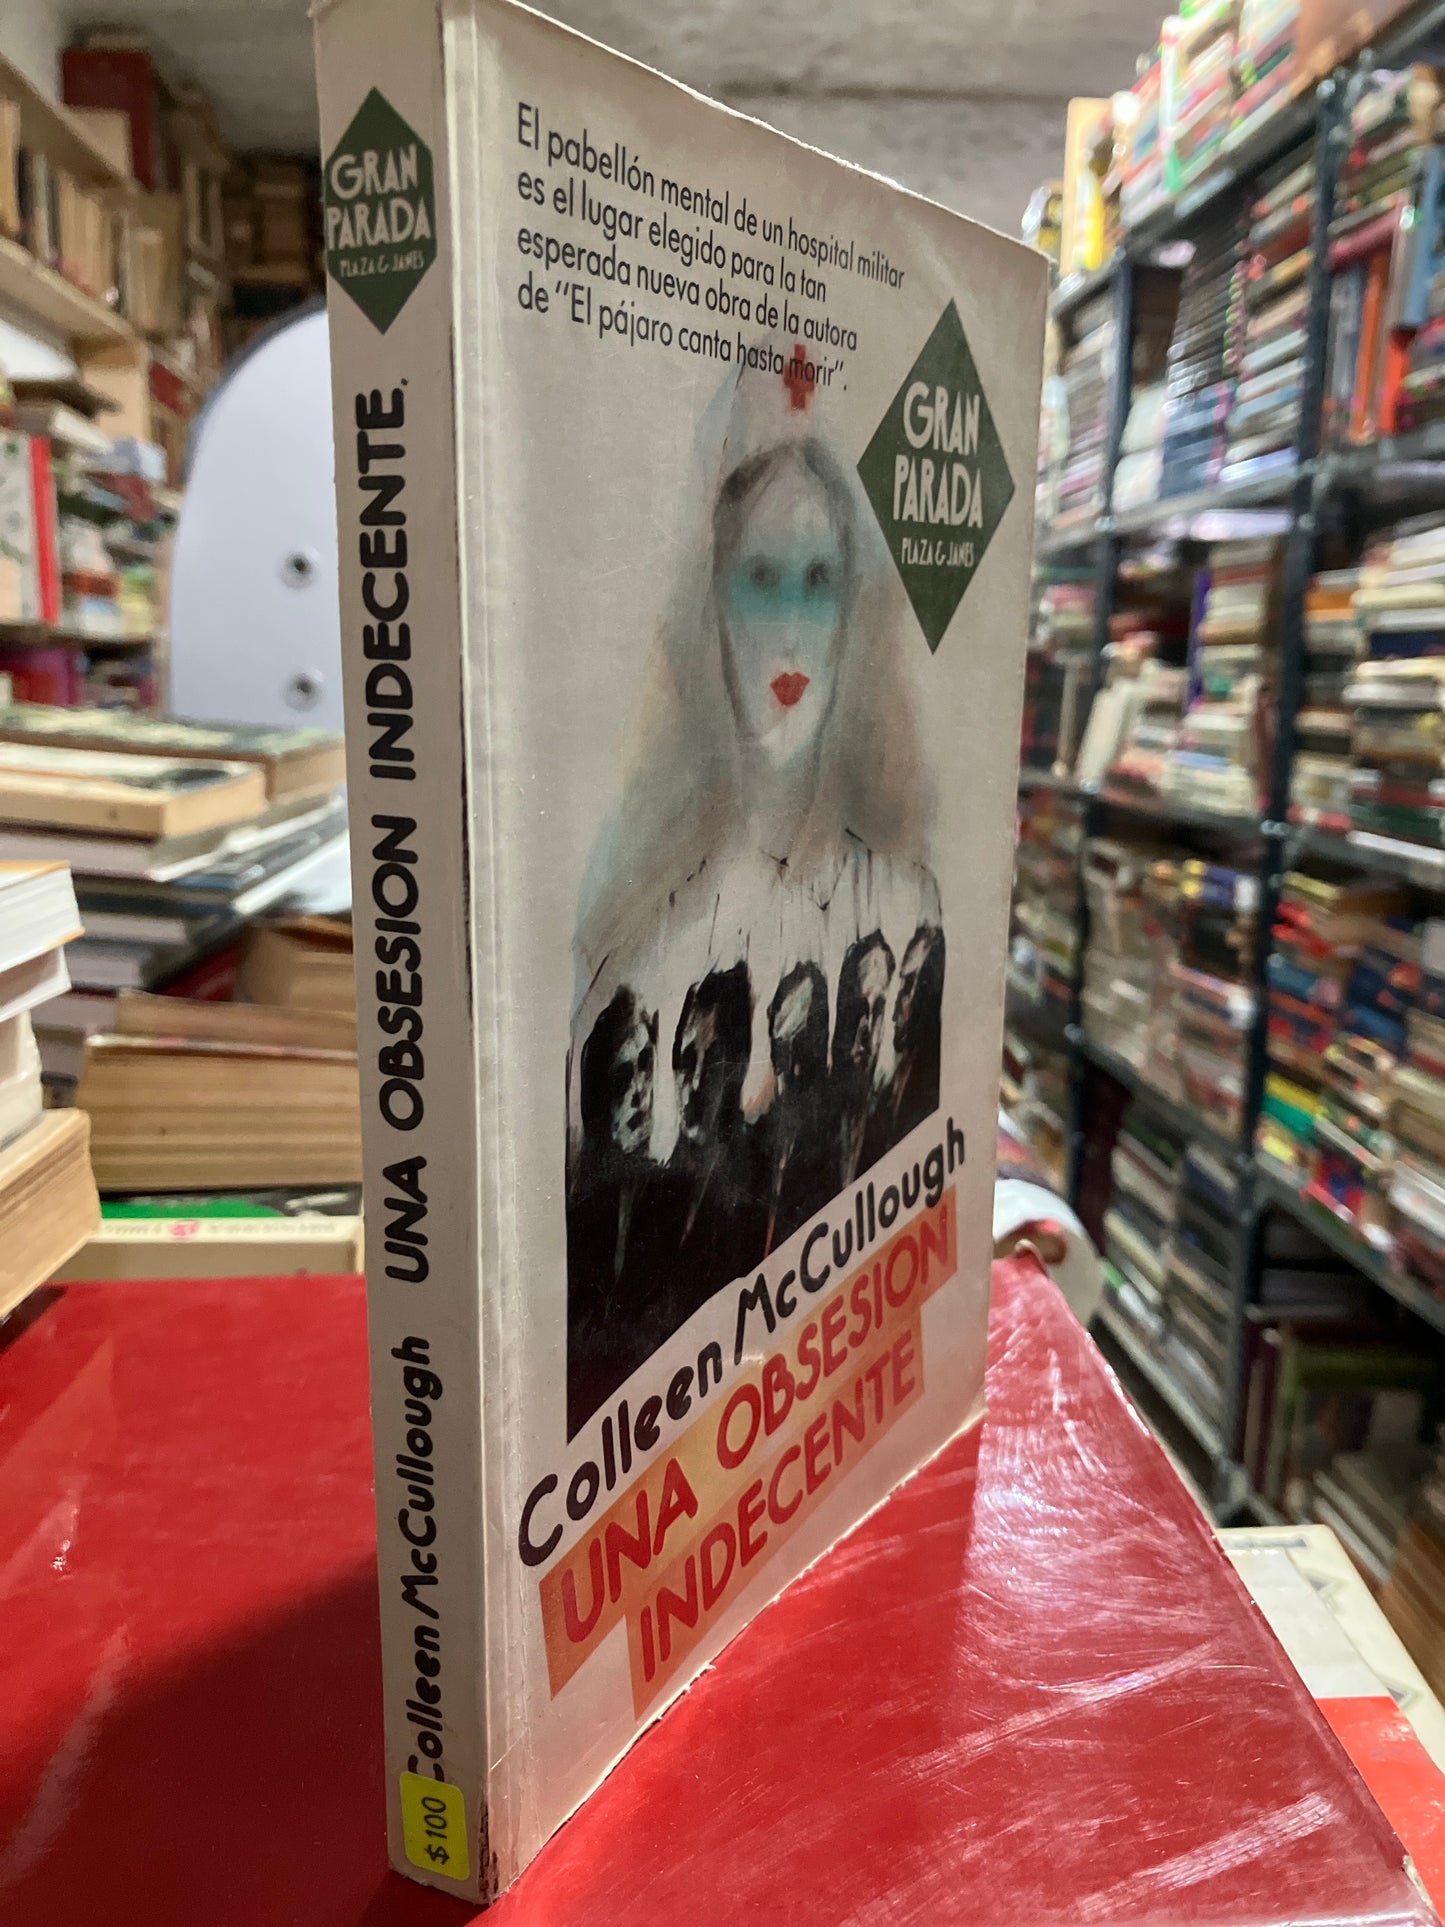 GRAN
PARADA
PLAZA & JANES
UNA OBSESION INDECENTE.
Colleen McCullough
$100
El pabellón mental de un hospital militar
es el lugar elegido para la tan
esperada nueva obra de la autora
de "El pájaro canta hasta morir".
GRAN
PARADA
PLAZA & JANES
Colleen McCullough
UNA OBSESION
INDECENTE